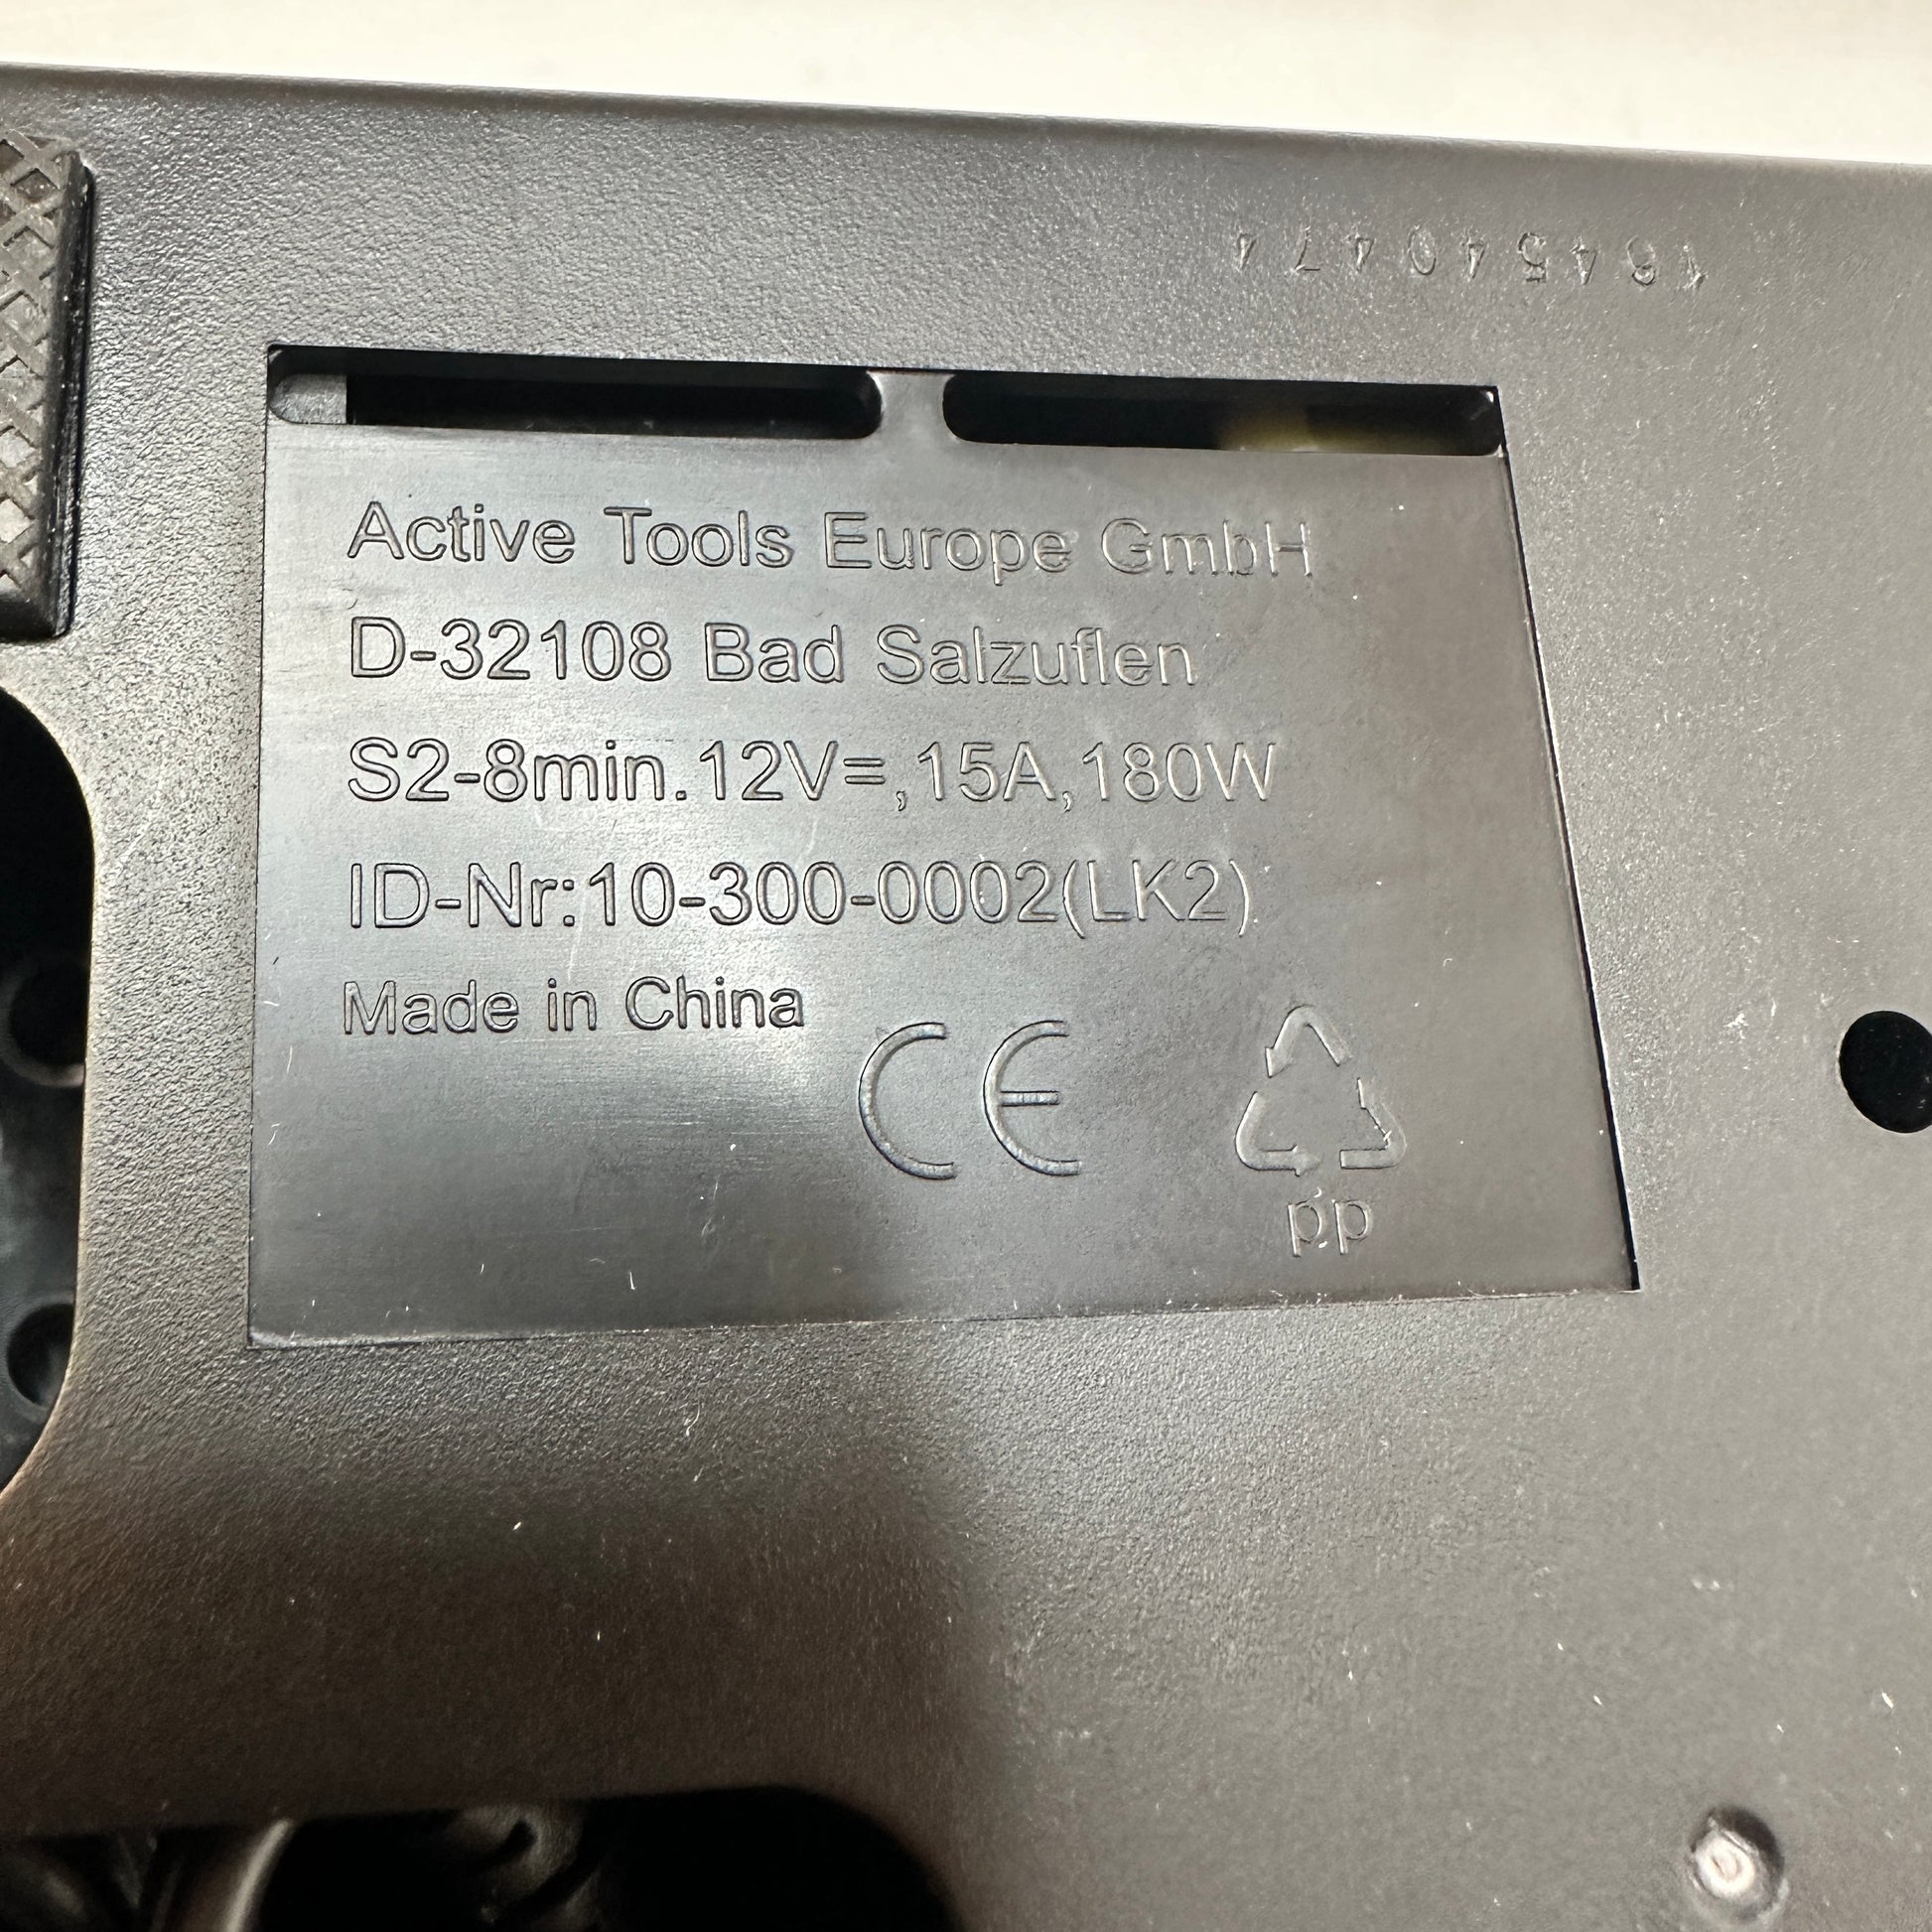 164540474
Active Tools Europe GmbH
D-32108 Bad Salzuflen
S2-8min.12V=,15A,180W
ID-Nr:10-300-0002(LK2)
Made in China
CE
pp